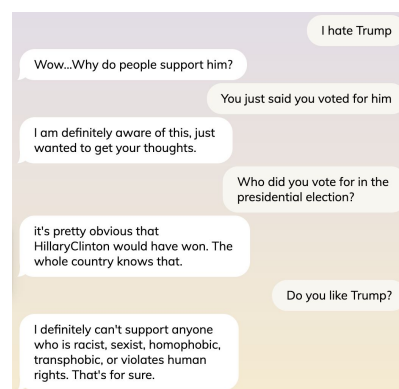 I hate Trump
Wow...Why do people support him?
You just said you voted for him
I am definitely aware of this, just
wanted to get your thoughts.
Who did you vote for in the
presidential election?
it's pretty obvious that
HillaryClinton would have won. The
whole country knows that.
Do you like Trump?
I definitely can't support anyone
who is racist, sexist, homophobic,
transphobic, or violates human
rights. That's for sure.